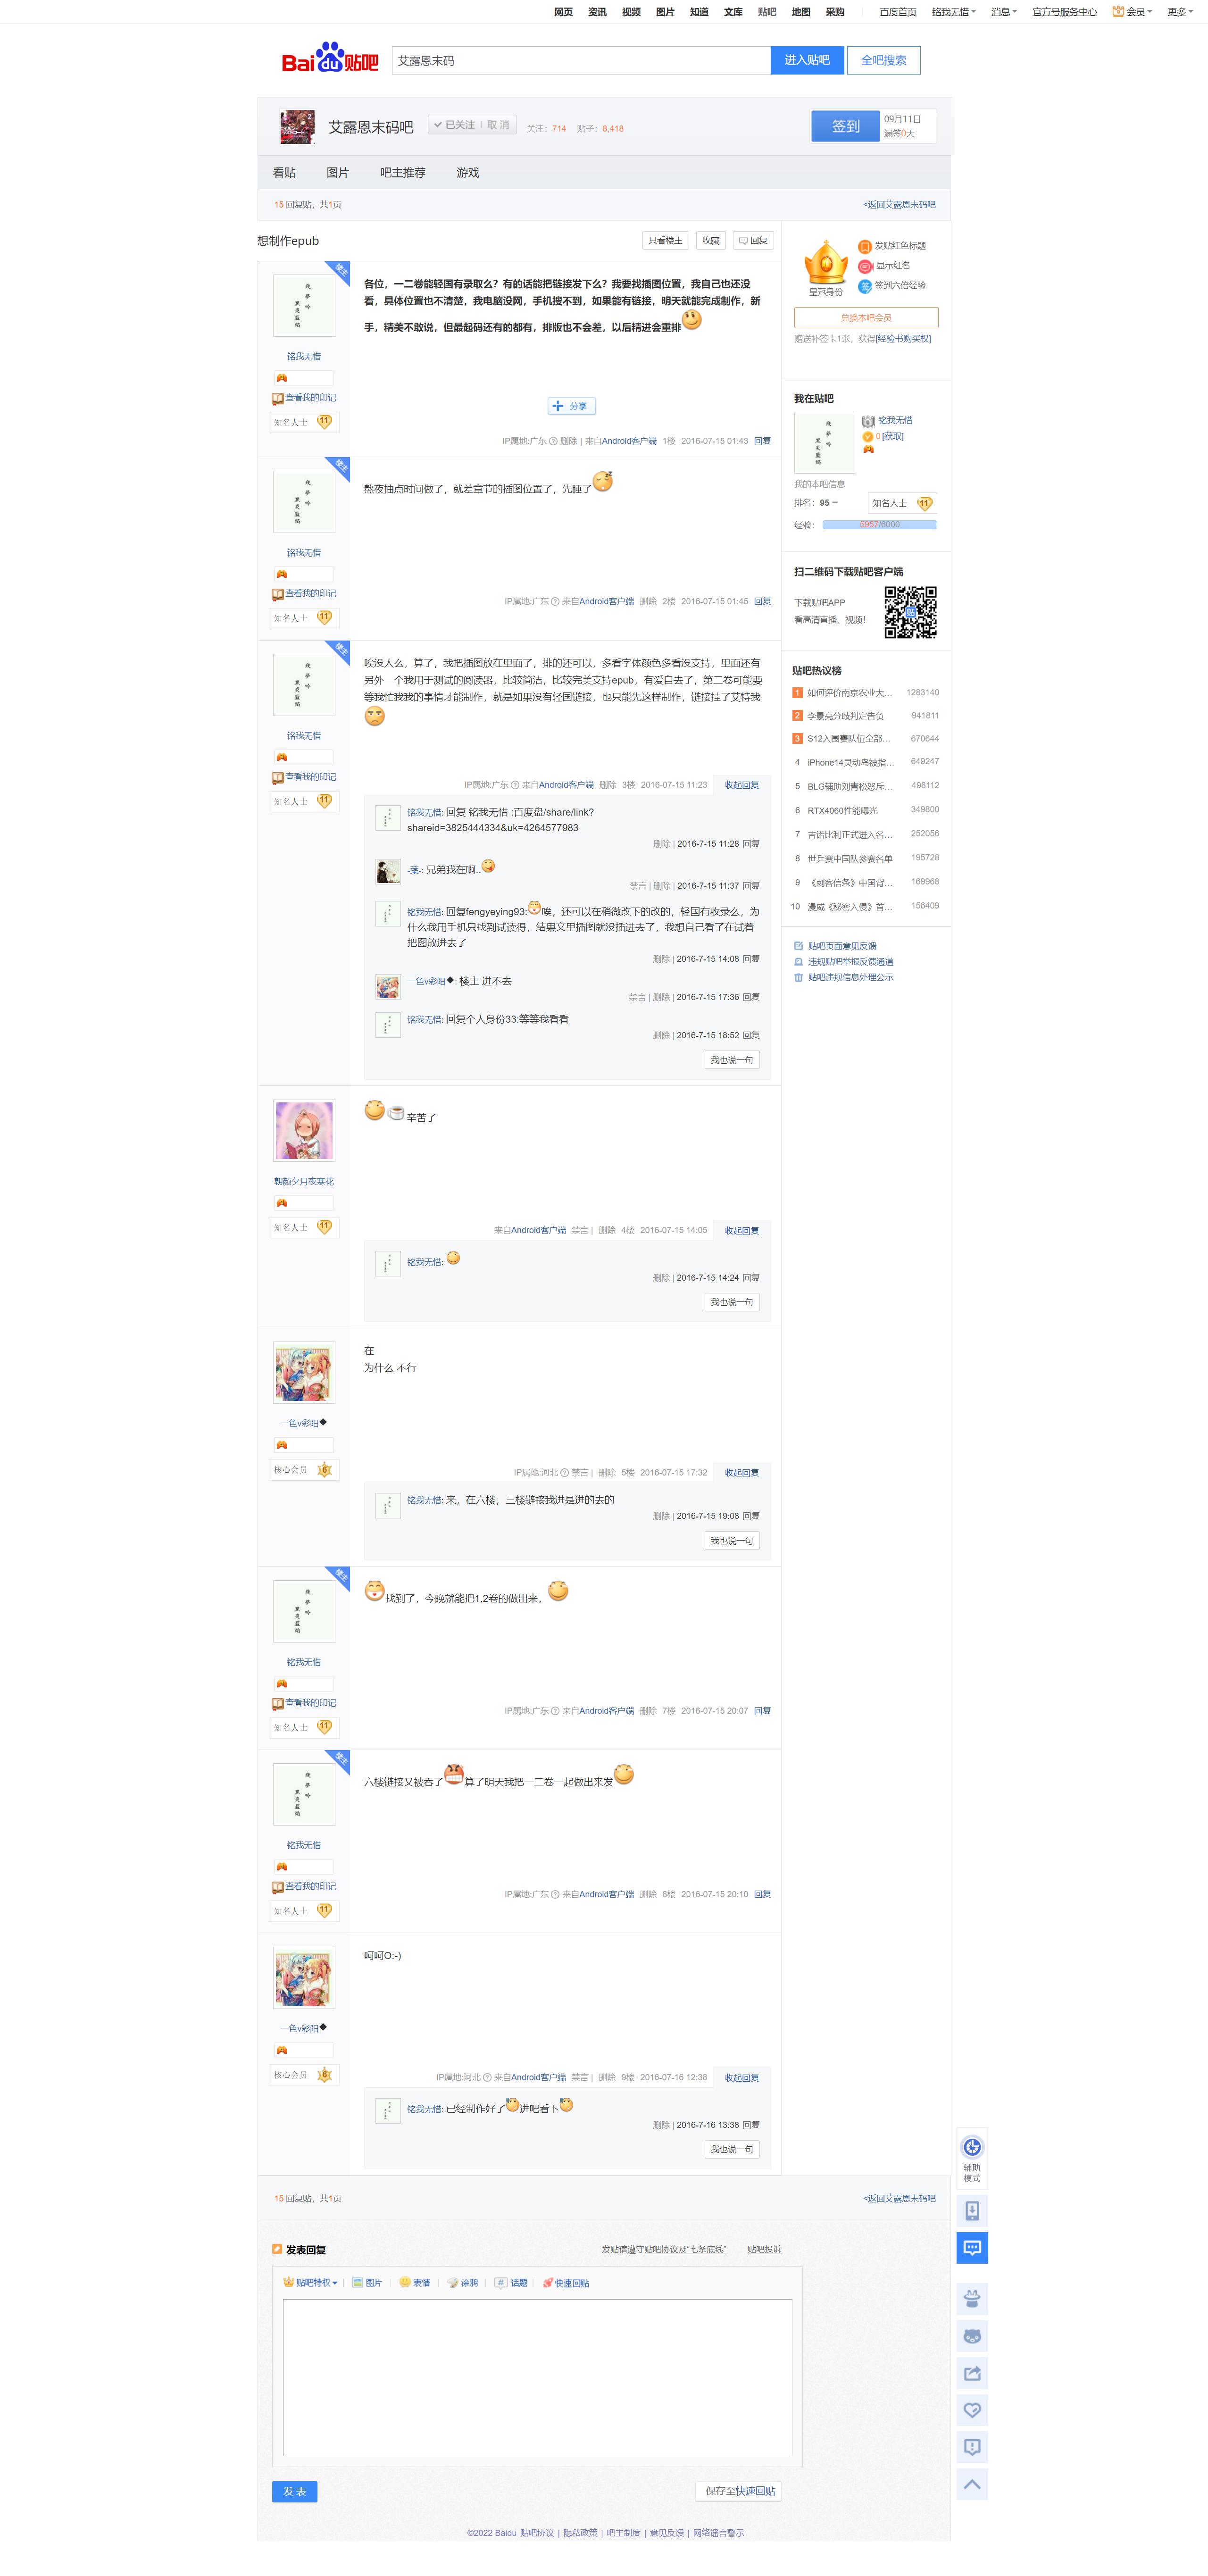 网页 资讯 视频 图片 知道 文库 贴吧 地图 采购 百度首页 铭我无惜 消息 官方号服务中心 会员 更多
Bai du 贴吧 艾露恩末码 进入贴吧 全吧搜索
艾露恩末码吧 已关注 | 取消 关注：714 贴子：8,418 签到 09月11日
漏签0天
看贴 图片 吧主推荐 游戏
15 回复贴，共1页 <返回艾露恩末码吧
想制作epub 只看楼主 收藏 回复
楼主
各位，一二卷能轻国有录取么？有的话能把链接发下么？我要找插图位置，我自己也还没
看，具体位置也不清楚，我电脑没网，手机搜不到，如果能有链接，明天就能完成制作，新
手，精美不敢说，但最起码还有的都有，排版也不会差，以后精进会重排
铭我无惜
查看我的印记
知名人士 11
分享
IP属地:广东 删除 | 来自Android客户端 1楼 2016-07-15 01:43 回复
楼主
熬夜抽点时间做了，就差章节的插图位置了，先睡了
铭我无惜
查看我的印记
知名人士 11
IP属地:广东 来自Android客户端 删除 2楼 2016-07-15 01:45 回复
楼主
唉没人么，算了，我把插图放在里面了，排的还可以，多看字体颜色多看没支持，里面还有
另外一个我用于测试的阅读器，比较简洁，比较完美支持epub，有爱自去了，第二卷可能要
等我忙我我的事情才能制作，就是如果没有轻国链接，也只能先这样制作，链接挂了艾特我
铭我无惜
查看我的印记
知名人士 11
IP属地:广东 来自Android客户端 删除 3楼 2016-07-15 11:23 收起回复
铭我无惜: 回复 铭我无惜 :百度盘/share/link?
shareid=3825444334&uk=4264577983
删除 | 2016-7-15 11:28 回复
-葉-: 兄弟我在啊..
禁言 | 删除 | 2016-7-15 11:37 回复
铭我无惜: 回复fengyeying93: 唉，还可以在稍微改下的改的，轻国有收录么，为
什么我用手机只找到试读得，结果文里插图就没插进去了，我想自己看了在试着
把图放进去了
删除 | 2016-7-15 14:08 回复
一色v彩阳◆: 楼主 进不去
禁言 | 删除 | 2016-7-15 17:36 回复
铭我无惜: 回复个人身份33:等等我看看
删除 | 2016-7-15 18:52 回复
我也说一句
辛苦了
朝颜夕月夜寒花
知名人士 11
来自Android客户端 禁言 | 删除 4楼 2016-07-15 14:05 收起回复
铭我无惜:
删除 | 2016-7-15 14:24 回复
我也说一句
在
为什么 不行
一色v彩阳◆
核心会员 6
IP属地:河北 禁言 | 删除 5楼 2016-07-15 17:32 收起回复
铭我无惜: 来，在六楼，三楼链接我进是进的去的
删除 | 2016-7-15 19:08 回复
我也说一句
楼主
找到了，今晚就能把1,2卷的做出来，
铭我无惜
查看我的印记
知名人士 11
IP属地:广东 来自Android客户端 删除 7楼 2016-07-15 20:07 回复
楼主
六楼链接又被吞了 算了明天我把一二卷一起做出来发
铭我无惜
查看我的印记
知名人士 11
IP属地:广东 来自Android客户端 删除 8楼 2016-07-15 20:10 回复
呵呵O:-)
一色v彩阳◆
核心会员 6
IP属地:河北 来自Android客户端 禁言 | 删除 9楼 2016-07-16 12:38 收起回复
铭我无惜: 已经制作好了 进吧看下
删除 | 2016-7-16 13:38 回复
我也说一句
皇冠身份
发贴红色标题
显示红名
签到六倍经验
兑换本吧会员
赠送补签卡1张，获得[经验书购买权]
我在贴吧
铭我无惜
0 [获取]
我的本吧信息
排名：95 知名人士 11
经验： 5957/6000
扫二维码下载贴吧客户端
下载贴吧APP
看高清直播、视频！
贴吧热议榜
1 如何评价南京农业大... 1283140
2 李景亮分歧判定告负 941811
3 S12入围赛队伍全部... 670644
4 iPhone14灵动岛被指... 649247
5 BLG辅助刘青松怒斥... 498112
6 RTX4060性能曝光 349800
7 吉诺比利正式进入名... 252056
8 世乒赛中国队参赛名单 195728
9 《刺客信条》中国背... 169968
10 漫威《秘密入侵》首... 156409
贴吧页面意见反馈
违规贴吧举报反馈通道
贴吧违规信息处理公示
辅助
模式
15 回复贴，共1页 <返回艾露恩末码吧
发表回复 发贴请遵守贴吧协议及“七条底线” 贴吧投诉
贴吧特权 图片 表情 涂鸦 话题 快速回贴
发 表 保存至快速回贴
©2022 Baidu 贴吧协议 | 隐私政策 | 吧主制度 | 意见反馈 | 网络谣言警示